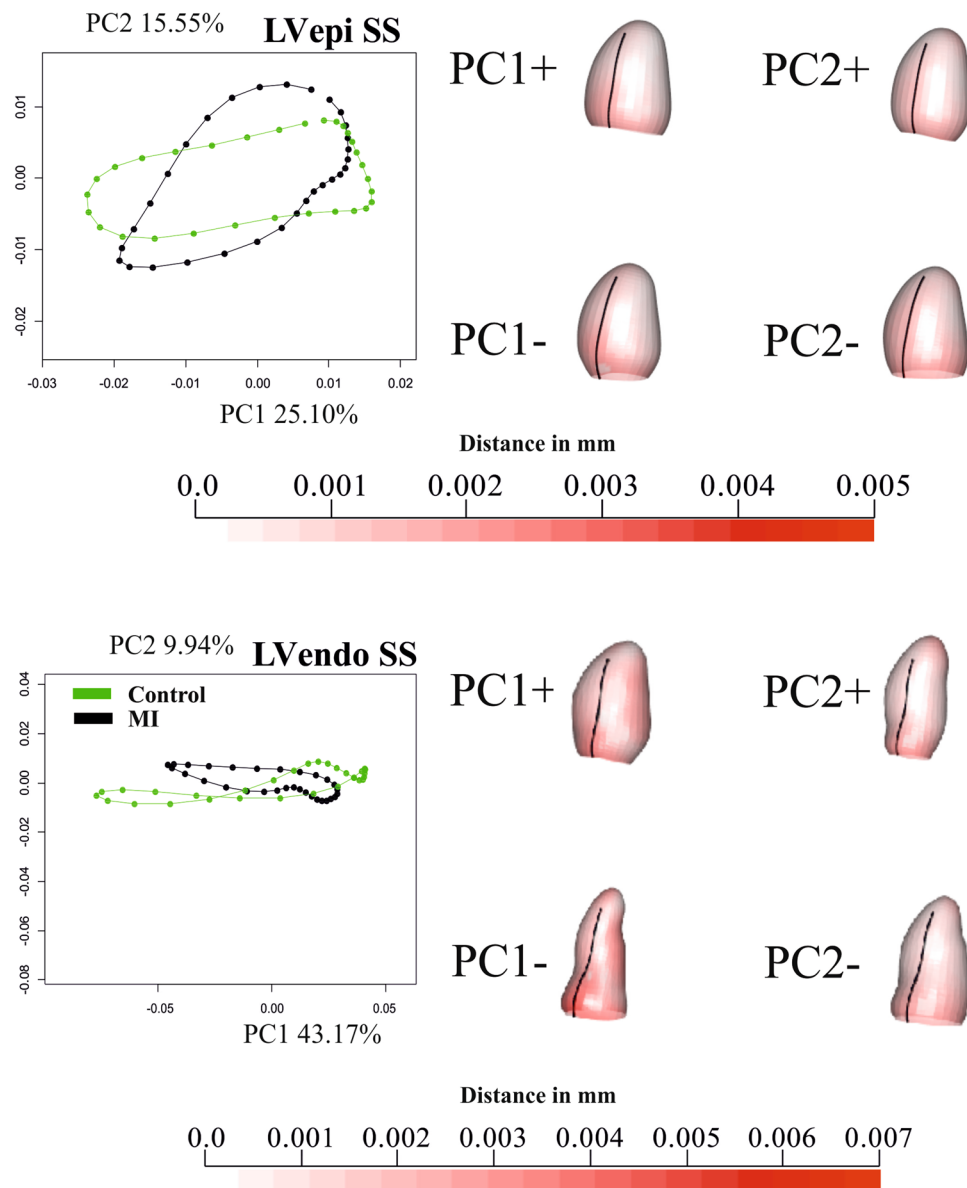 PC2 15.55%
LVepi SS
PC1+
PC2+
0.01
0.00
-0.01
-0.02
PC1-
PC2-
-0.03 -0.02 -0.01 0.00 0.01 0.02
PC1 25.10%
Distance in mm
0.0 0.001 0.002 0.003 0.004 0.005
PC2 9.94%
LVendo SS
Control
MI
PC1+
PC2+
0.04
0.02
0.00
-0.02
-0.04
-0.06
-0.08
PC1-
PC2-
-0.05 0.00 0.05
PC1 43.17%
Distance in mm
0.0 0.001 0.002 0.003 0.004 0.005 0.006 0.007